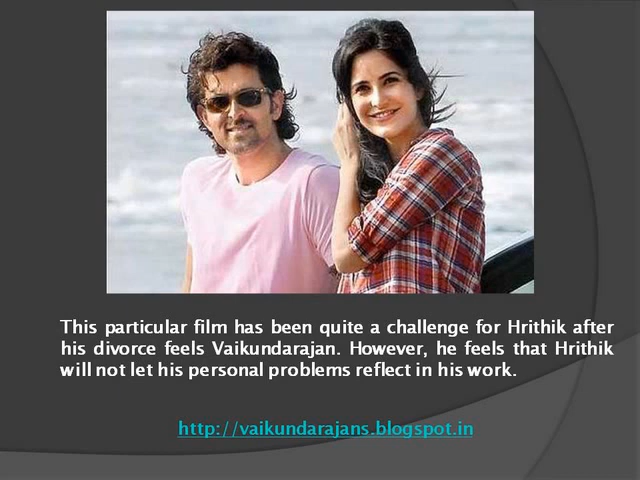 This particular film has been quite a challenge for Hrithik after
his divorce feels Vaikundarajan. However, he feels that Hrithik
will not let his personal problems reflect in his work.
http://vaikundarajans.blogspot.in